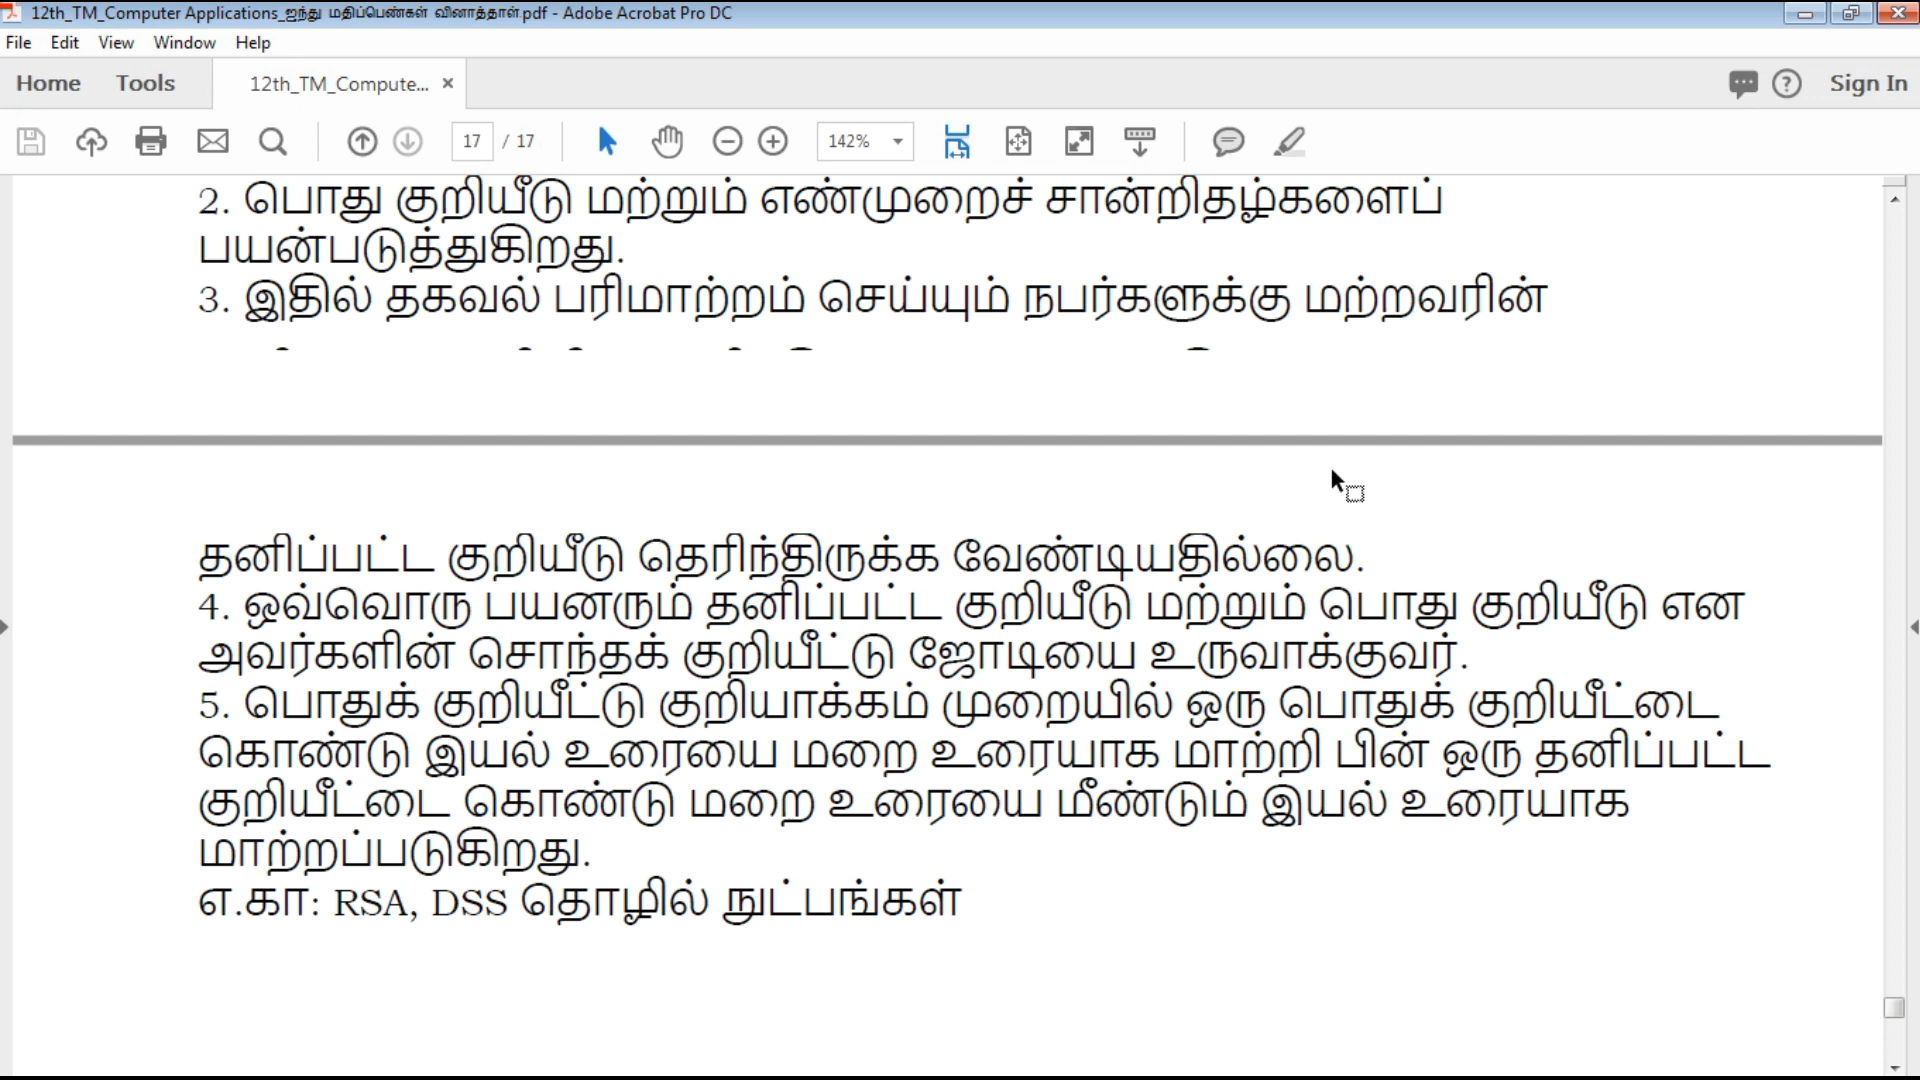 12th_TM_Computer Applications_ஐந்து மதிப்பெண்கள் வினாத்தாள்.pdf - Adobe Acrobat Pro DC
File Edit View Window Help
Home Tools 12th_TM_Compute... × Sign In
17 / 17 142%
2. பொது குறியீடு மற்றும் எண்முறைச் சான்றிதழ்களைப்
பயன்படுத்துகிறது.
3. இதில் தகவல் பரிமாற்றம் செய்யும் நபர்களுக்கு மற்றவரின்
தனிப்பட்ட குறியீடு தெரிந்திருக்க வேண்டியதில்லை.
4. ஒவ்வொரு பயனரும் தனிப்பட்ட குறியீடு மற்றும் பொது குறியீடு என
அவர்களின் சொந்தக் குறியீட்டு ஜோடியை உருவாக்குவர்.
5. பொதுக் குறியீட்டு குறியாக்கம் முறையில் ஒரு பொதுக் குறியீட்டை
கொண்டு இயல் உரையை மறை உரையாக மாற்றி பின் ஒரு தனிப்பட்ட
குறியீட்டை கொண்டு மறை உரையை மீண்டும் இயல் உரையாக
மாற்றப்படுகிறது.
எ.கா: RSA, DSS தொழில் நுட்பங்கள்